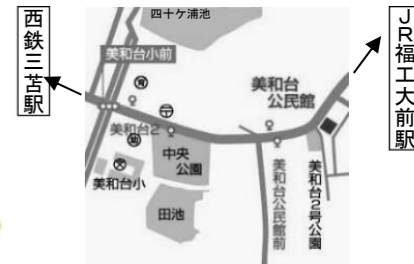 西鉄三苫駅
四十ケ浦池
JR福工大前駅
美和台小前
美和台
公民館
美和台2
中央
公園
美和台小
田池
美和台公民館前
美和台2号公園